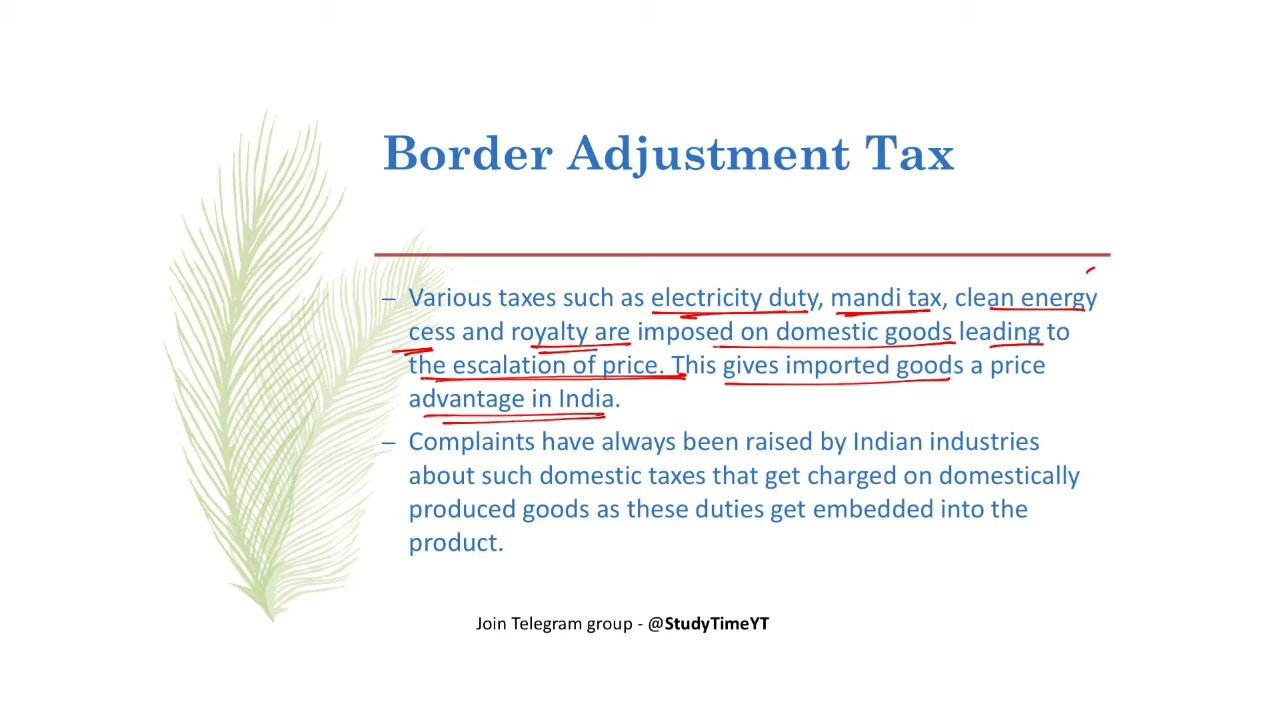 Border Adjustment Tax
– Various taxes such as electricity duty, mandi tax, clean energy
cess and royalty are imposed on domestic goods leading to
the escalation of price. This gives imported goods a price
advantage in India.
– Complaints have always been raised by Indian industries
about such domestic taxes that get charged on domestically
produced goods as these duties get embedded into the
product.
Join Telegram group - @StudyTimeYT